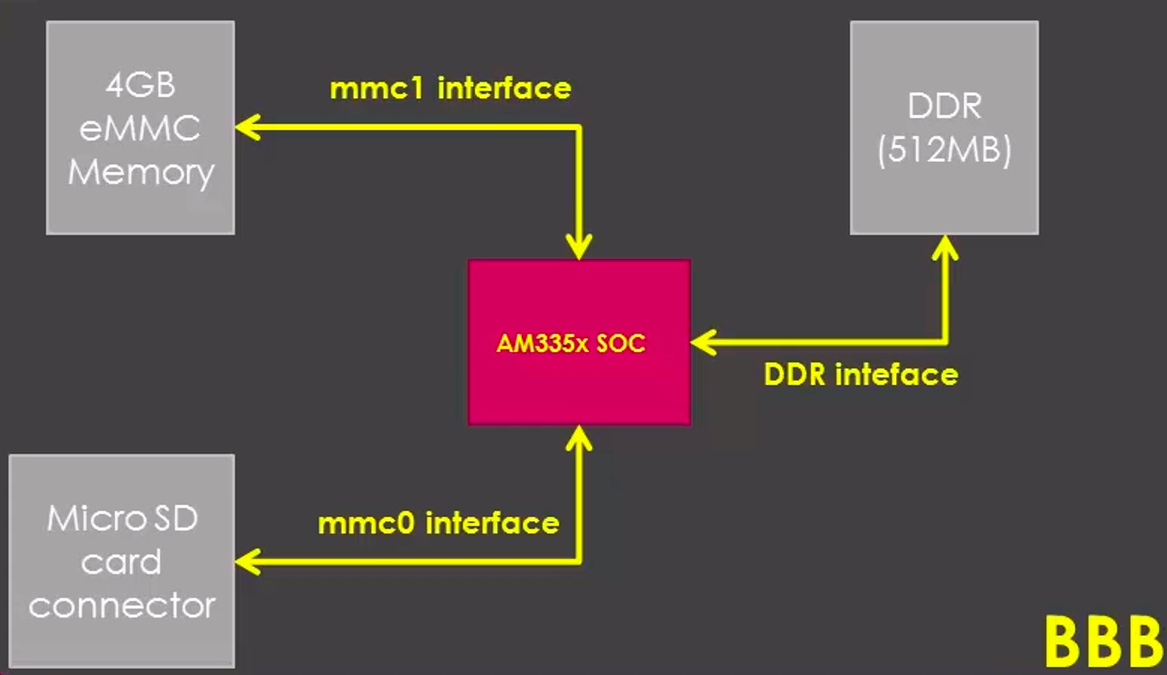 4GB
eMMC
Memory
mmc1 interface
DDR
(512MB)
AM335x SOC
DDR inteface
Micro SD
card
connector
mmc0 interface
BBB